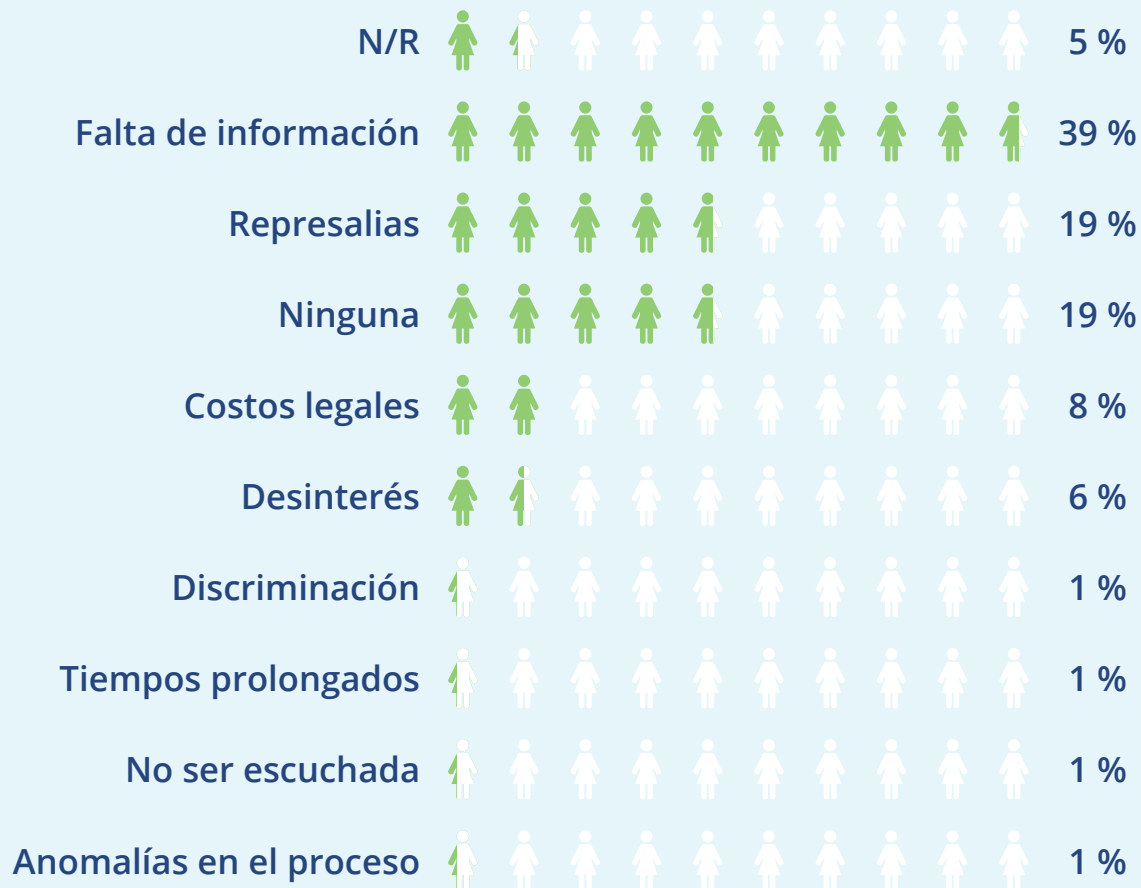 N/R 5 %
Falta de información 39 %
Represalias 19 %
Ninguna 19 %
Costos legales 8 %
Desinterés 6 %
Discriminación 1 %
Tiempos prolongados 1 %
No ser escuchada 1 %
Anomalías en el proceso 1 %